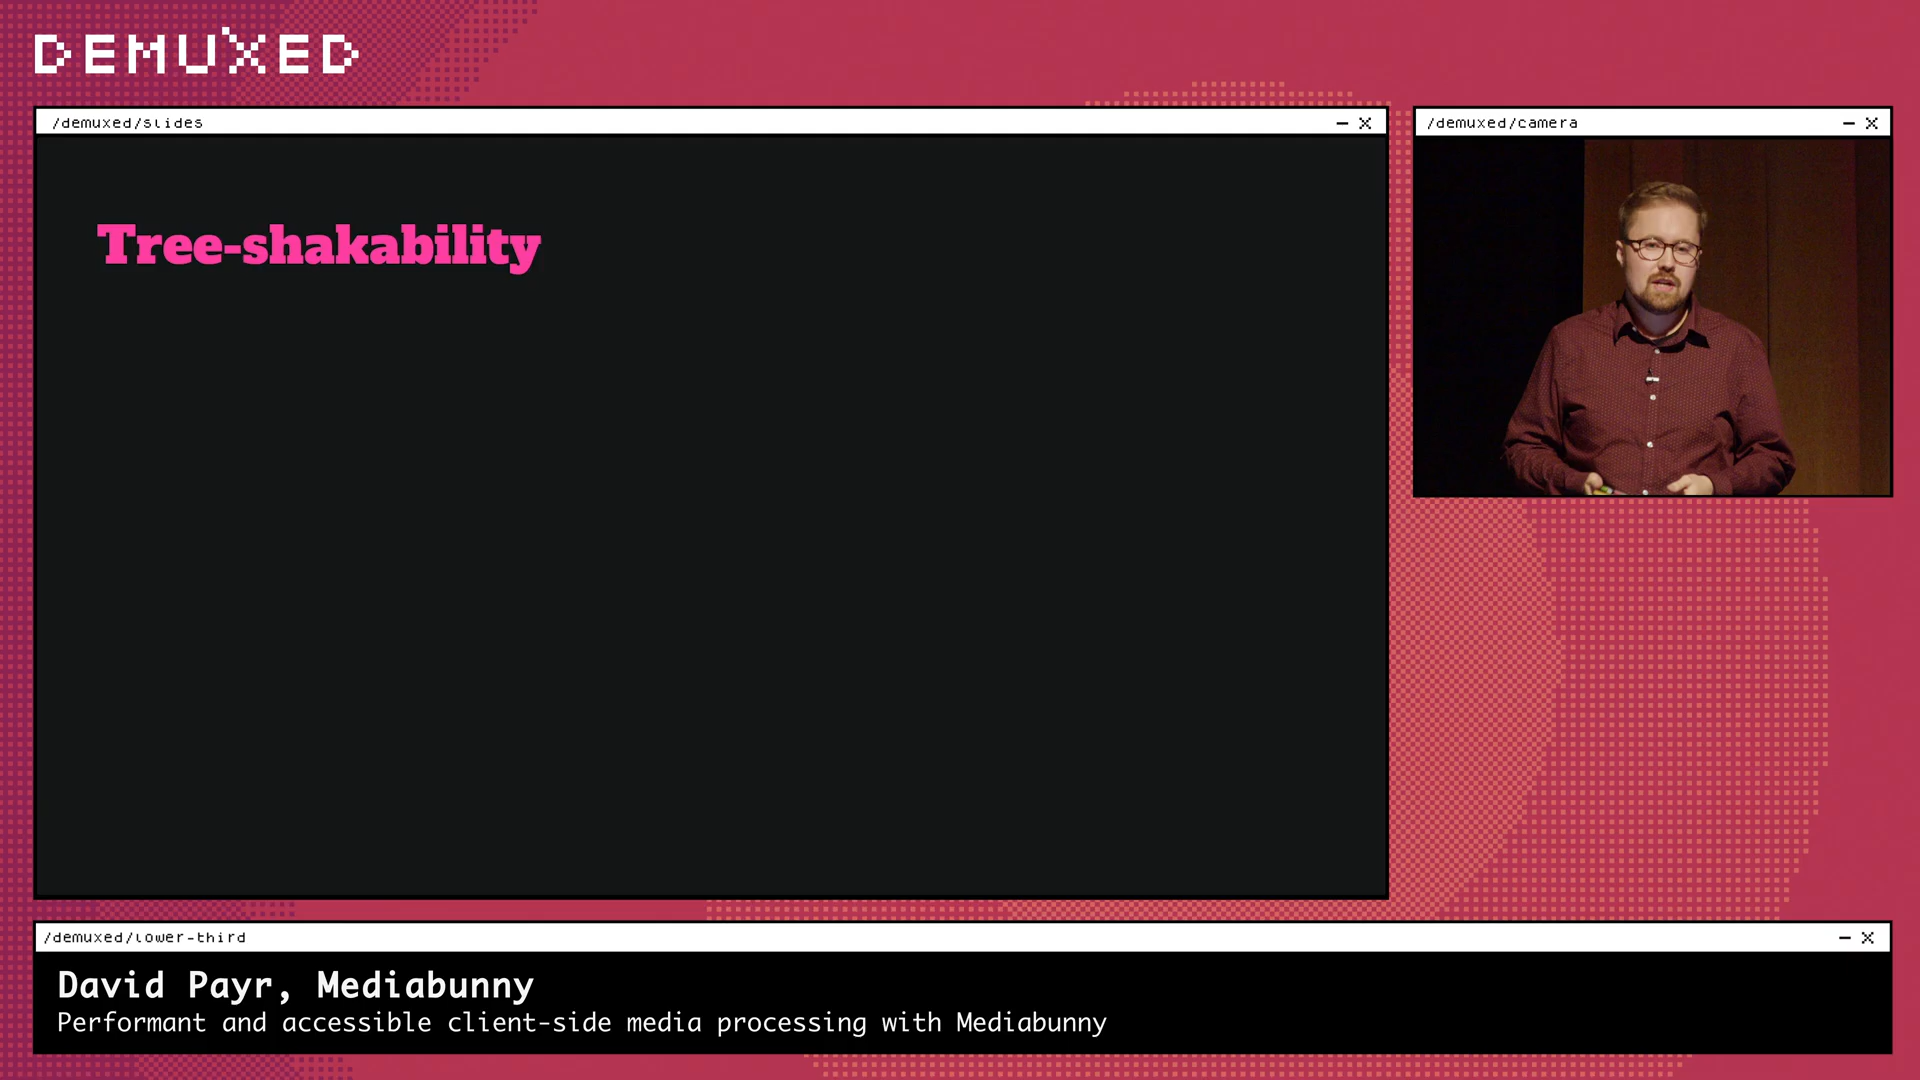 DEMUXED
/demuxed/slides
/demuxed/camera
Tree-shakability
/demuxed/lower-third
David Payr, Mediabunny
Performant and accessible client-side media processing with Mediabunny